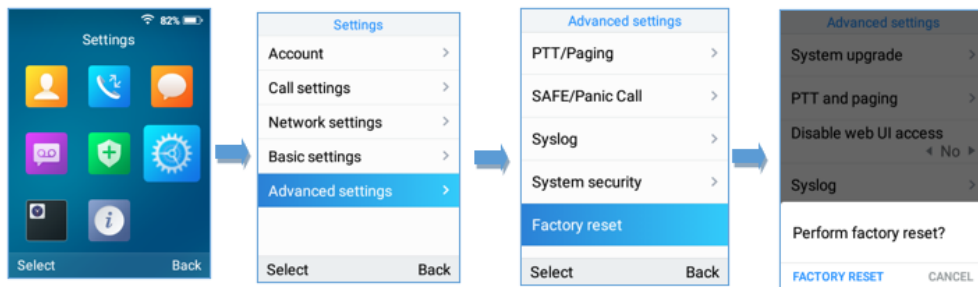 82%
Settings
Select Back
Settings
Account
Call settings
Network settings
Basic settings
Advanced settings
Select Back
Advanced settings
PTT/Paging
SAFE/Panic Call
Syslog
System security
Factory reset
Select Back
Advanced settings
System upgrade
PTT and paging
Disable web UI access
No
Syslog
Perform factory reset?
FACTORY RESET CANCEL